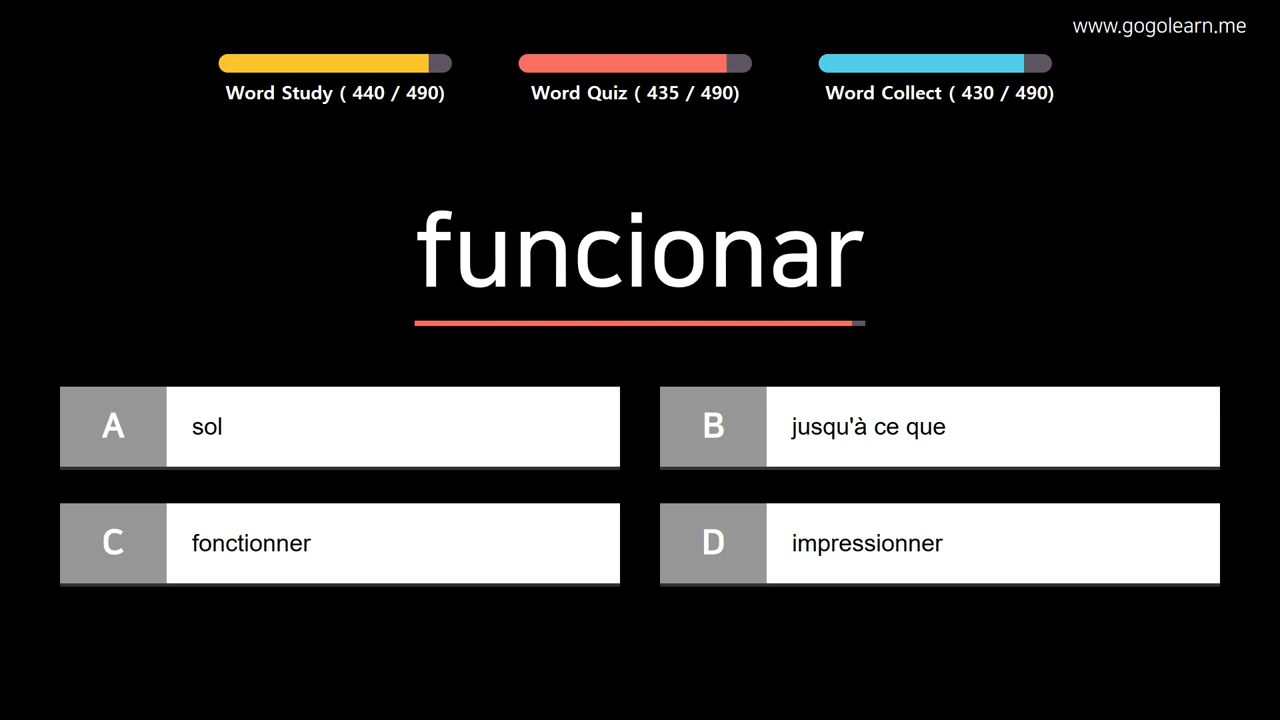 www.gogolearn.me
Word Study ( 440 / 490)
Word Quiz ( 435 / 490)
Word Collect ( 430 / 490)
funcionar
A sol
B jusqu'à ce que
C fonctionner
D impressionner